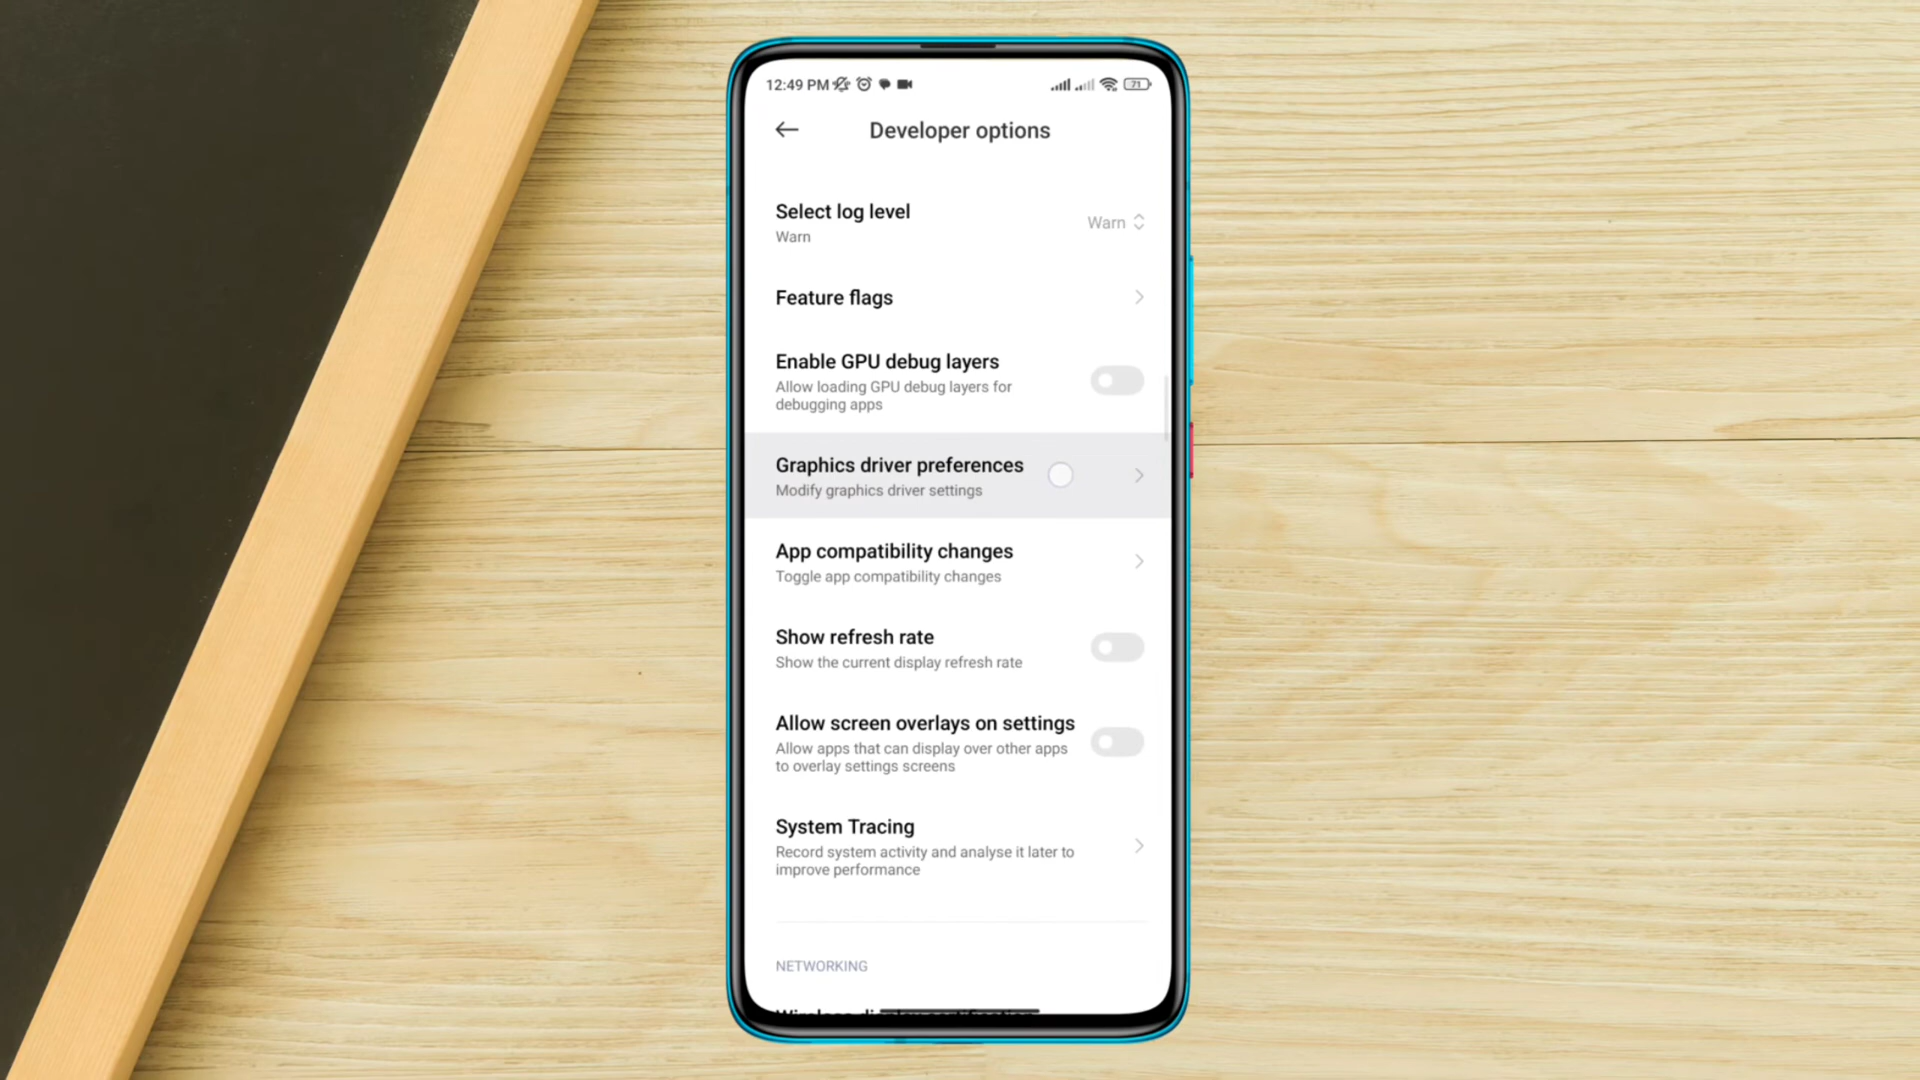 12:49 PM
71
Developer options
Select log level
Warn
Warn
Feature flags
Enable GPU debug layers
Allow loading GPU debug layers for
debugging apps
Graphics driver preferences
Modify graphics driver settings
App compatibility changes
Toggle app compatibility changes
Show refresh rate
Show the current display refresh rate
Allow screen overlays on settings
Allow apps that can display over other apps
to overlay settings screens
System Tracing
Record system activity and analyse it later to
improve performance
NETWORKING